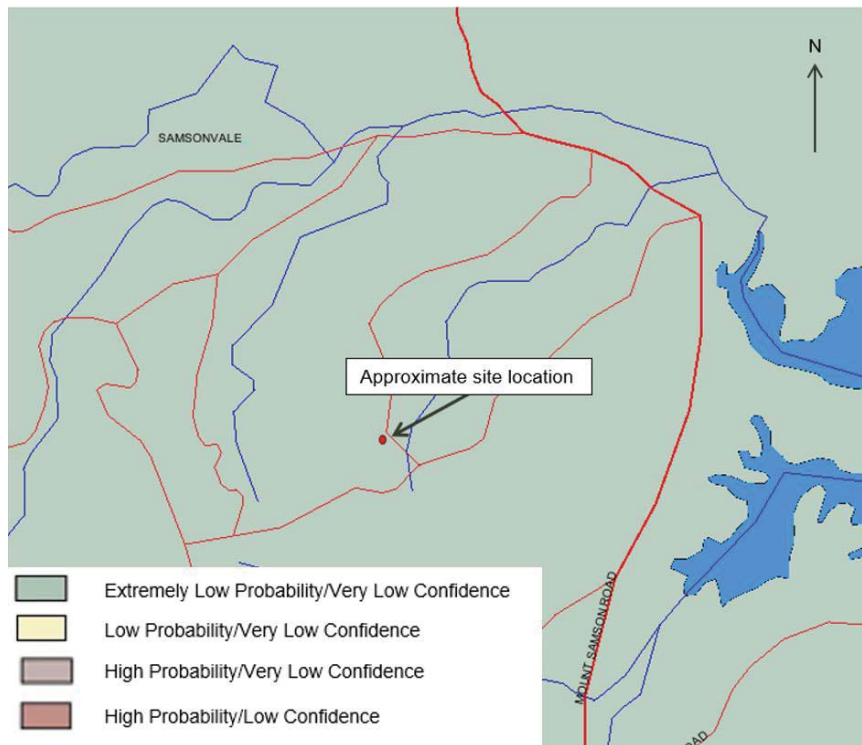 N
SAMSONVALE
Approximate site location
MOUNT SAMSON ROAD
ROAD
Extremely Low Probability/Very Low Confidence
Low Probability/Very Low Confidence
High Probability/Very Low Confidence
High Probability/Low Confidence